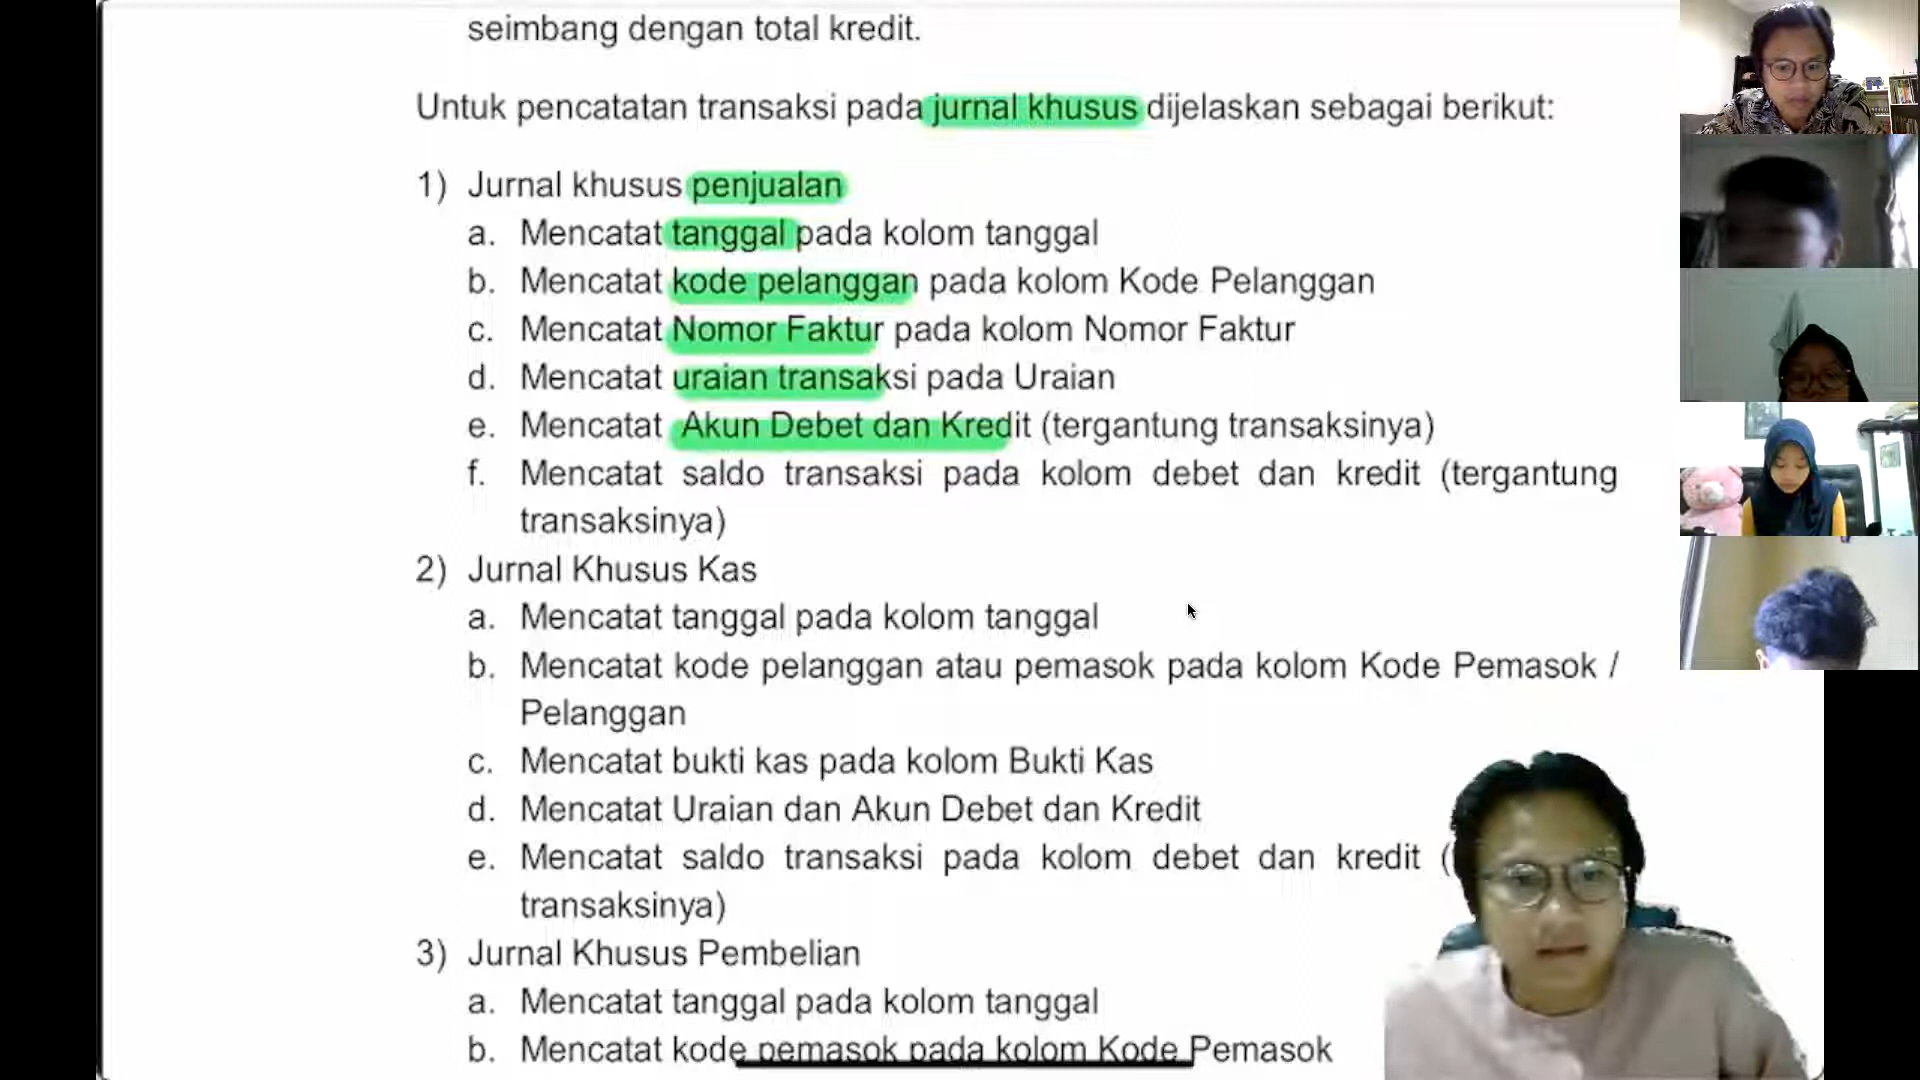 seimbang dengan total kredit.
Untuk pencatatan transaksi pada jurnal khusus dijelaskan sebagai berikut:
1) Jurnal khusus penjualan
a. Mencatat tanggal pada kolom tanggal
b. Mencatat kode pelanggan pada kolom Kode Pelanggan
c. Mencatat Nomor Faktur pada kolom Nomor Faktur
d. Mencatat uraian transaksi pada Uraian
e. Mencatat Akun Debet dan Kredit (tergantung transaksinya)
f. Mencatat saldo transaksi pada kolom debet dan kredit (tergantung
transaksinya)
2) Jurnal Khusus Kas
a. Mencatat tanggal pada kolom tanggal
b. Mencatat kode pelanggan atau pemasok pada kolom Kode Pemasok /
Pelanggan
c. Mencatat bukti kas pada kolom Bukti Kas
d. Mencatat Uraian dan Akun Debet dan Kredit
e. Mencatat saldo transaksi pada kolom debet dan kredit (
transaksinya)
3) Jurnal Khusus Pembelian
a. Mencatat tanggal pada kolom tanggal
b. Mencatat kode pemasok pada kolom Kode Pemasok